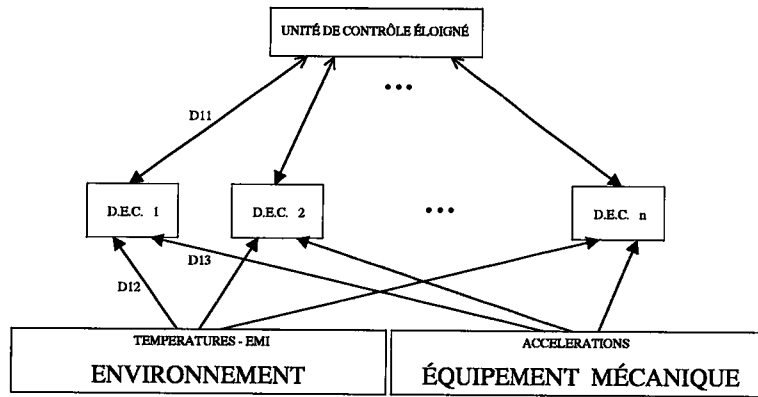 UNITÉ DE CONTRÔLE ÉLOIGNÉ
...
D11
D.E.C. 1
D.E.C. 2
...
D.E.C. n
D13
D12
TEMPERATURES - EMI
ENVIRONNEMENT
ACCELERATIONS
ÉQUIPEMENT MÉCANIQUE